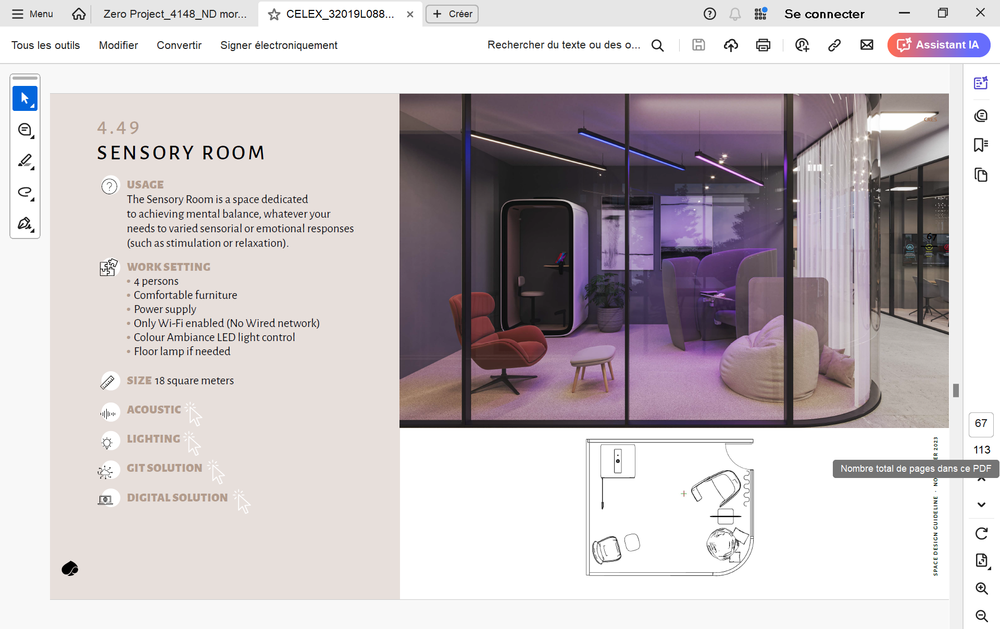 Menu
Zero Project_4148_ND mor...
CELEX_32019L088...
Créer
Se connecter
Tous les outils
Modifier
Convertir
Signer électroniquement
Rechercher du texte ou des o...
Assistant IA
4.49
SENSORY ROOM
USAGE
The Sensory Room is a space dedicated
to achieving mental balance, whatever your
needs to varied sensorial or emotional responses
(such as stimulation or relaxation).
WORK SETTING
• 4 persons
• Comfortable furniture
• Power supply
• Only Wi-Fi enabled (No Wired network)
• Colour Ambiance LED light control
• Floor lamp if needed
SIZE 18 square meters
ACOUSTIC
LIGHTING
GIT SOLUTION
DIGITAL SOLUTION
CRES
67
67
113
Nombre total de pages dans ce PDF
SPACE DESIGN GUIDELINE · NO ER 2023